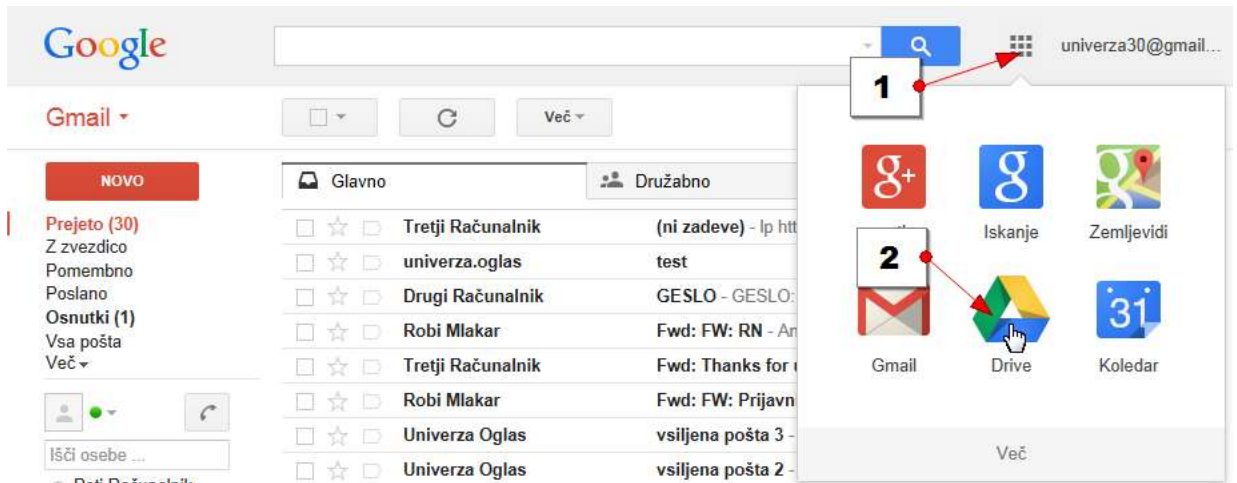 Google
univerza30@gmail...
1
Gmail
Več
NOVO
Glavno
Družabno
Prejeto (30)
Z zvezdico
Pomembno
Poslano
Osnutki (1)
Vsa pošta
Več
Išči osebe ...
Tretji Računalnik (ni zadeve) - lp htt
univerza.oglas test
Drugi Računalnik GESLO - GESLO:
Robi Mlakar Fwd: FW: RN - An
Tretji Računalnik Fwd: Thanks for
Robi Mlakar Fwd: FW: Prijavn
Univerza Oglas vsiljena pošta 3 -
Univerza Oglas vsiljena pošta 2 -
g+
g
g
Iskanje
Zemljevidi
2
31
Gmail
Drive
Koledar
Več